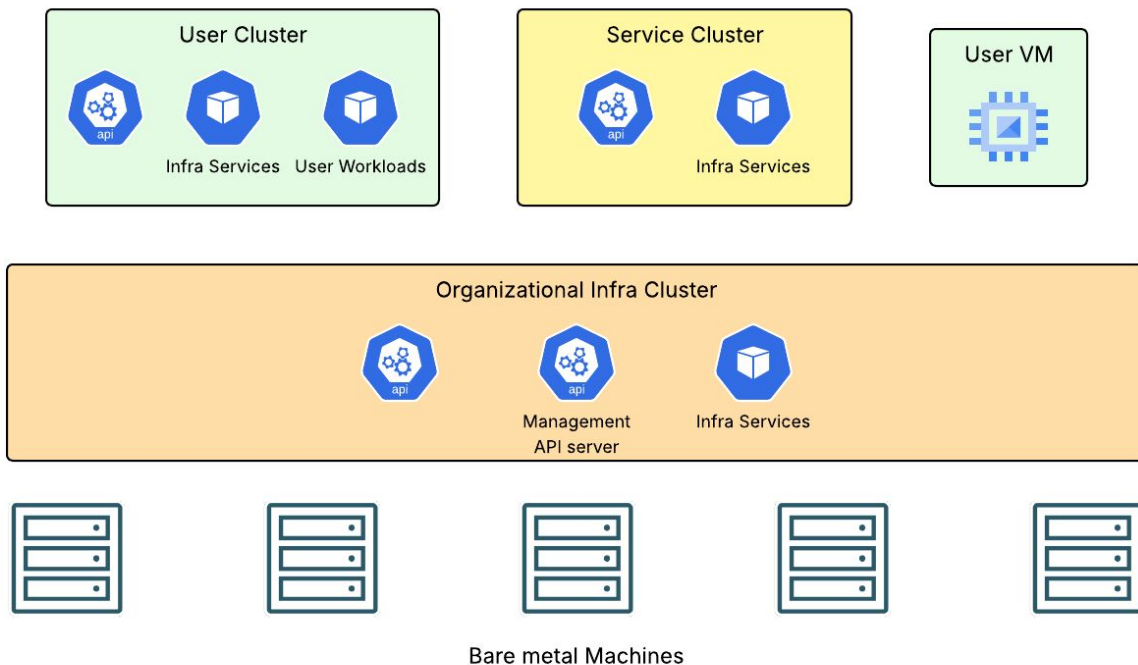 User Cluster
api
Infra Services
User Workloads
Service Cluster
api
Infra Services
User VM
Organizational Infra Cluster
api
api
Management
API server
Infra Services
Bare metal Machines